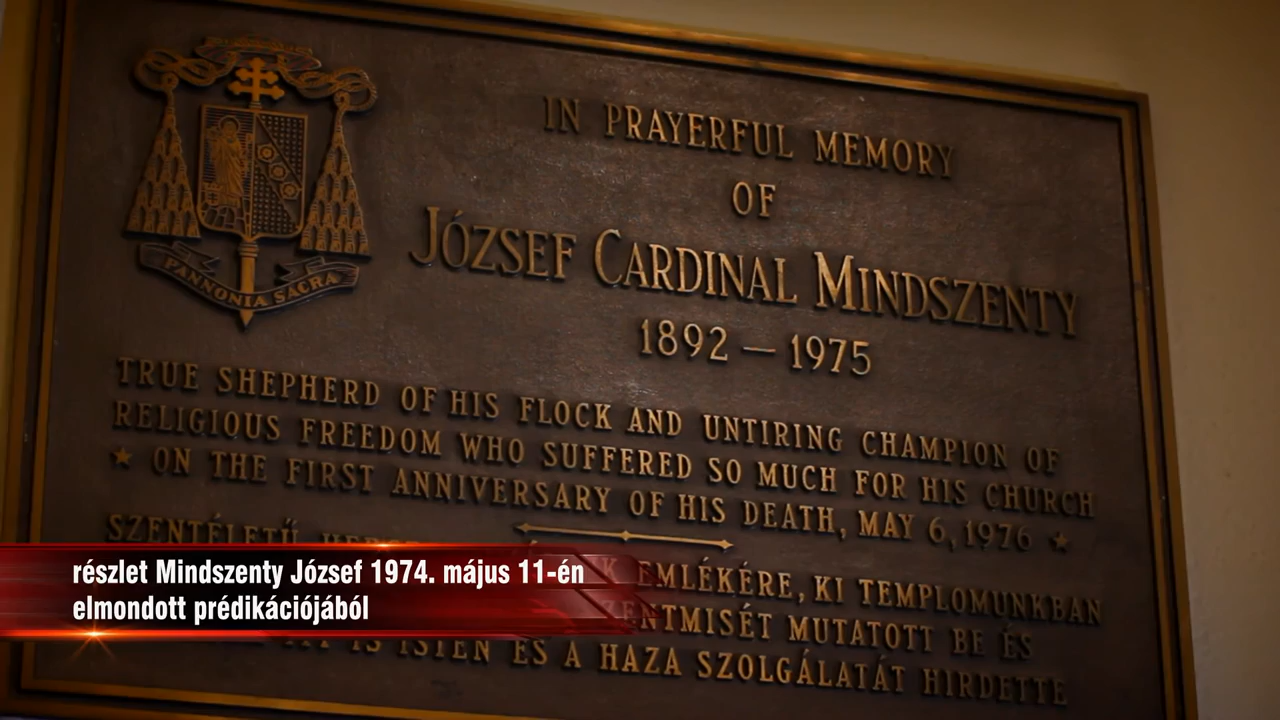 PANNONIA SACRA
IN PRAYERFUL MEMORY
OF
JÓZSEF CARDINAL MINDSZENTY
1892 – 1975
TRUE SHEPHERD OF HIS FLOCK AND UNTIRING CHAMPION OF
RELIGIOUS FREEDOM WHO SUFFERED SO MUCH FOR HIS CHURCH
★ ON THE FIRST ANNIVERSARY OF HIS DEATH, MAY 6, 1976 ★
SZENTÉLETŰ
EMLÉKÉRE, KI TEMPLOMUNKBAN
MUTATOTT BE ÉS
IS ISTEN ÉS A HAZA SZOLGÁLATÁT HIRDETTE
részlet Mindszenty József 1974. május 11-én
elmondott prédikációjából